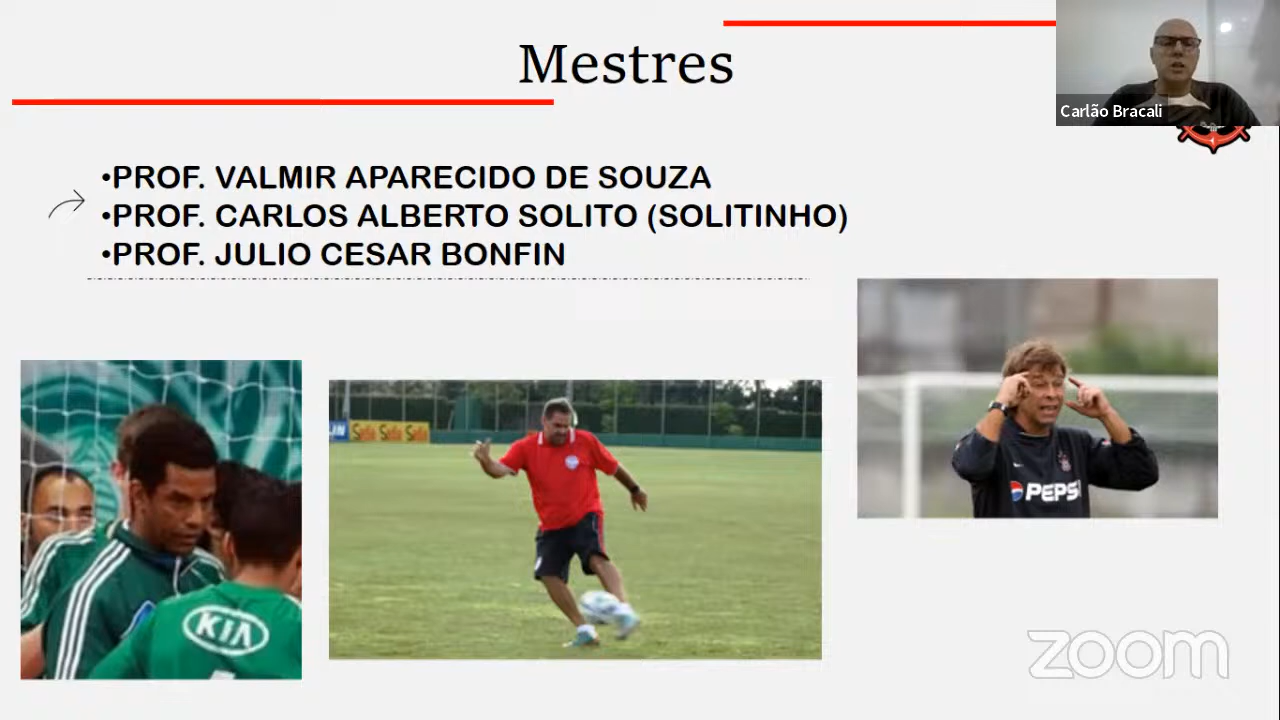 Mestres
Carlão Bracali
•PROF. VALMIR APARECIDO DE SOUZA
•PROF. CARLOS ALBERTO SOLITO (SOLITINHO)
•PROF. JULIO CESAR BONFIN
KIA
PEPSI
zoom